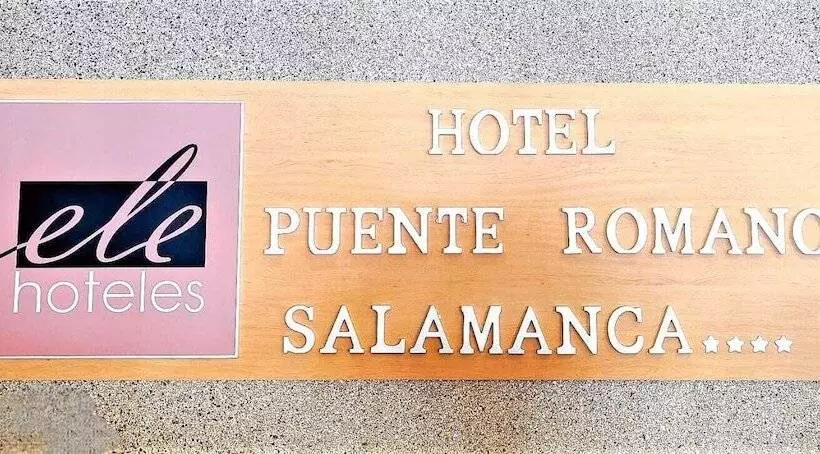 ele
hoteles
HOTEL
PUENTE ROMANO
SALAMANCA ★★★★